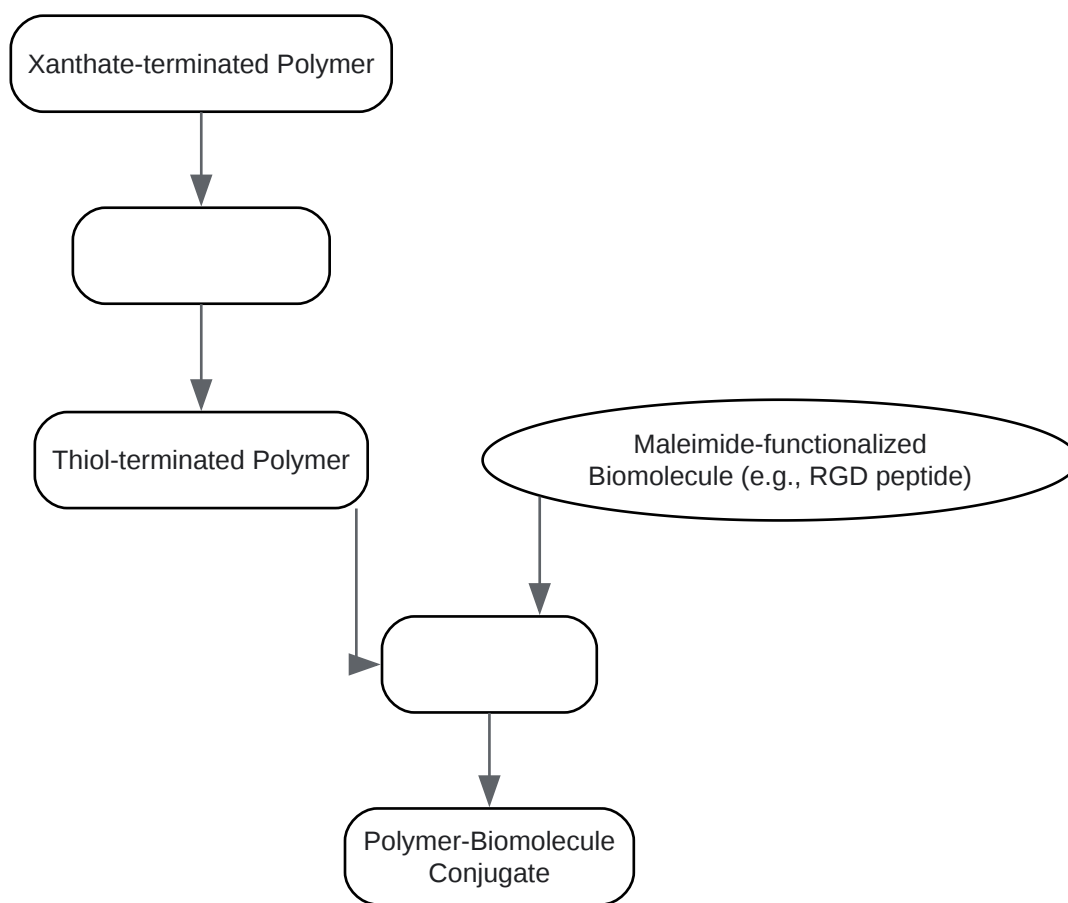 Xanthate-terminated Polymer
Thiol-terminated Polymer
Maleimide-functionalized
Biomolecule (e.g., RGD peptide)
Polymer-Biomolecule
Conjugate